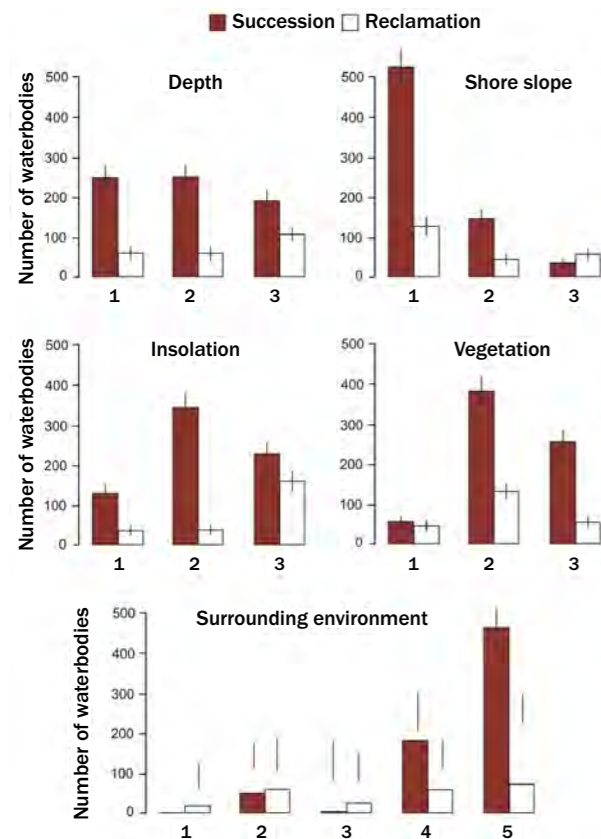 Succession Reclamation
Depth
Number of waterbodies
500
400
300
200
100
0
1 2 3
Shore slope
500
400
300
200
100
0
1 2 3
Insolation
Number of waterbodies
500
400
300
200
100
0
1 2 3
Vegetation
500
400
300
200
100
0
1 2 3
Surrounding environment
Number of waterbodies
500
400
300
200
100
0
1 2 3 4 5